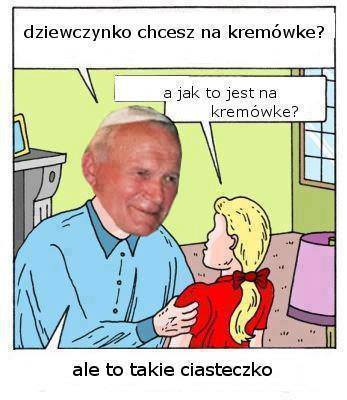 dziewczynko chcesz na kremówke?
a jak to jest na
kremówke?
ale to takie ciasteczko